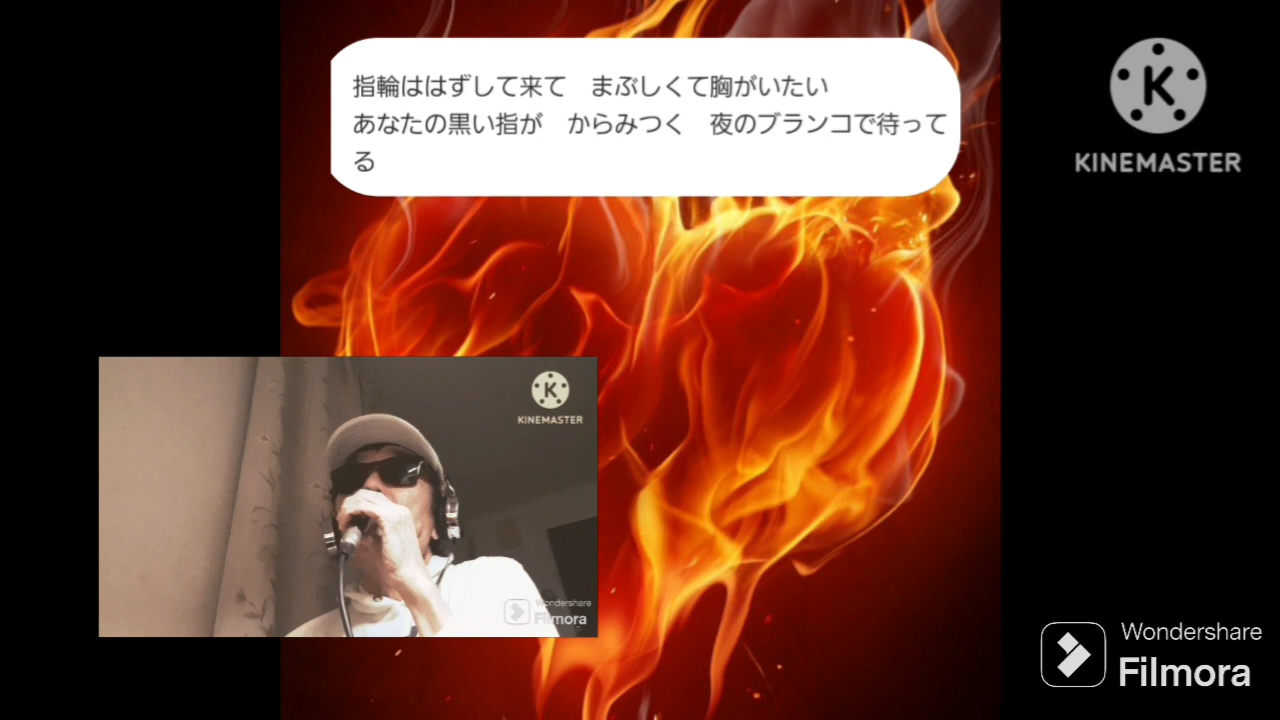 指輪ははずして来て　まぶしくて胸がいたい
あなたの黒い指が　からみつく　夜のブランコで待って
る
KINEMASTER
KINEMASTER
Wondershare
Filmora
Wondershare
Filmora